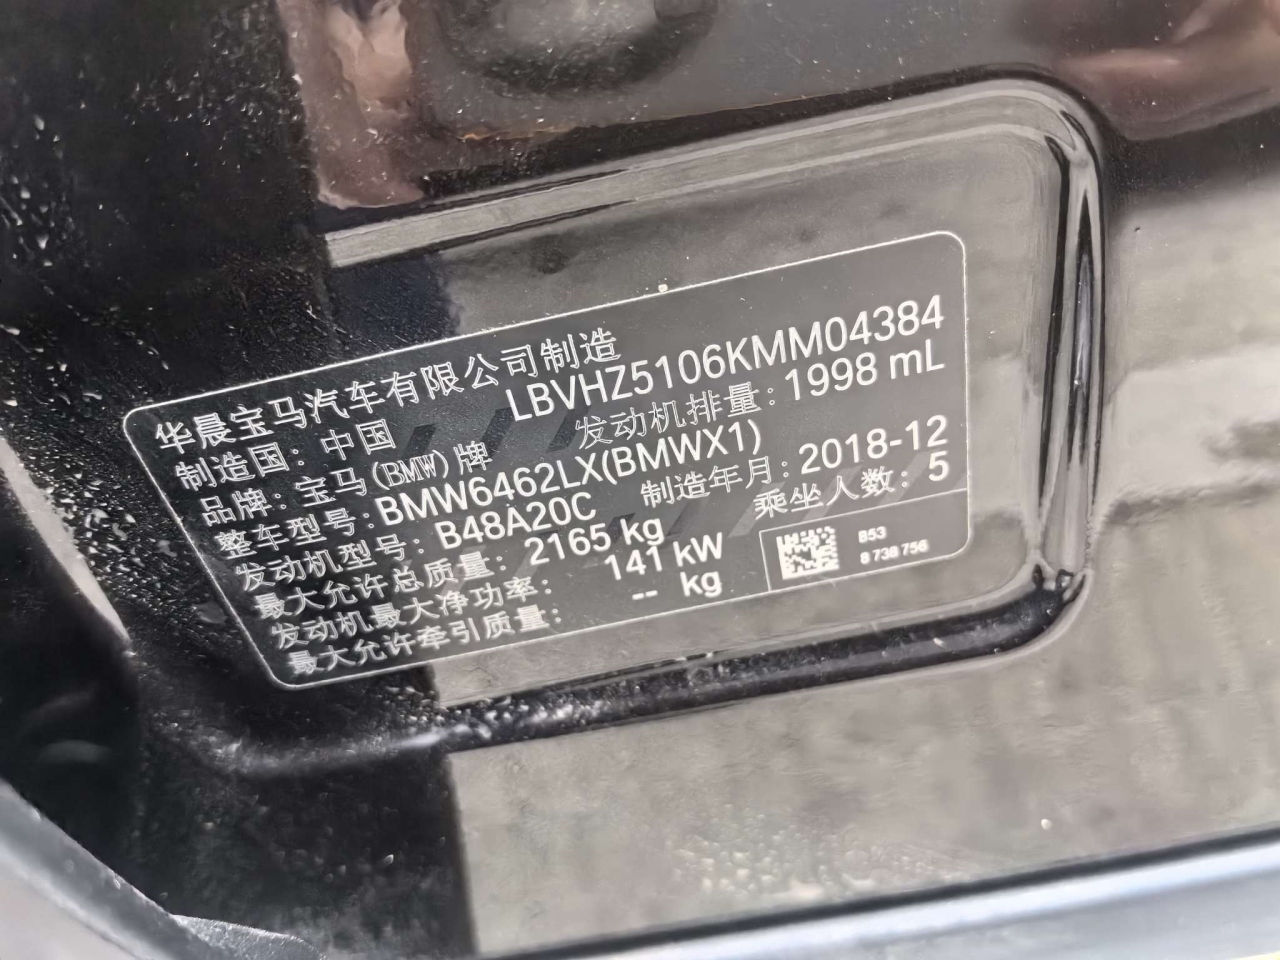 华晨宝马汽车有限公司制造
LBVHZ5106KMM04384
制造国：中国
发动机排量：1998 mL
品牌：宝马(BMW)牌
整车型号：BMW6462LX(BMWX1)
制造年月：2018-12
发动机型号：B48A20C
乘坐人数：5
最大允许总质量：2165 kg
发动机最大净功率：141 kW
最大允许牵引质量：-- kg
B53
8 738 756